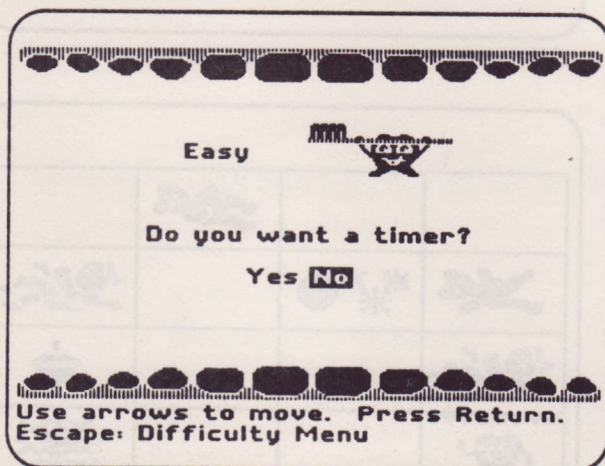 Easy
Do you want a timer?
Yes No
Use arrows to move. Press Return.
Escape: Difficulty Menu